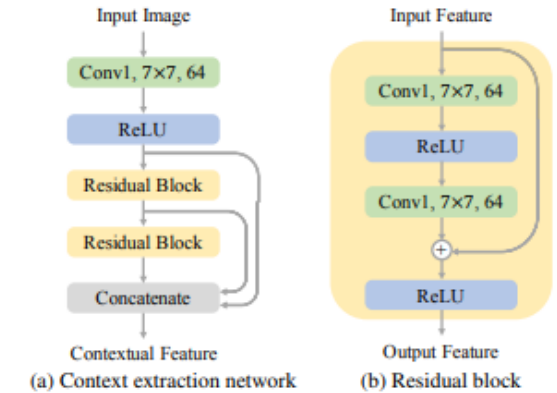 Input Image
Conv1, 7×7, 64
ReLU
Residual Block
Residual Block
Concatenate
Contextual Feature
(a) Context extraction network
Input Feature
Conv1, 7×7, 64
ReLU
Conv1, 7×7, 64
+
ReLU
Output Feature
(b) Residual block